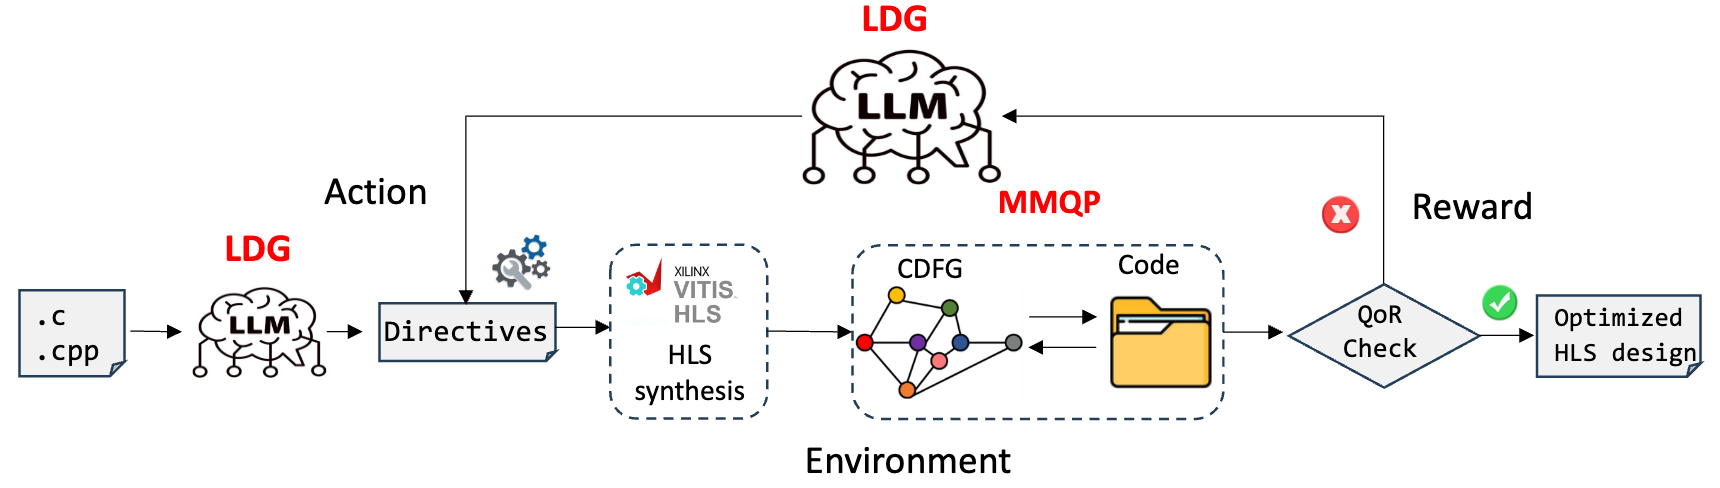 LDG
LLM
Action
MMQP
Reward
LDG
.c
.cpp
LLM
Directives
XILINX
VITIS
HLS
HLS
synthesis
CDFG
Code
QoR
Check
Optimized
HLS design
Environment